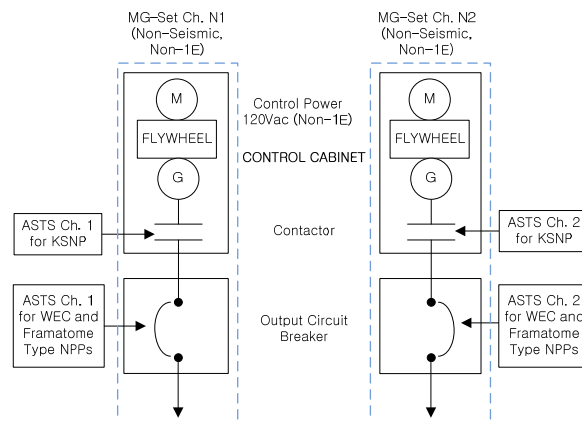 MG-Set Ch. N1
(Non-Seismic,
Non-1E)
MG-Set Ch. N2
(Non-Seismic,
Non-1E)
M
FLYWHEEL
G
Control Power
120Vac (Non-1E)
CONTROL CABINET
M
FLYWHEEL
G
ASTS Ch. 1
for KSNP
Contactor
ASTS Ch. 2
for KSNP
ASTS Ch. 1
for WEC and
Framatome
Type NPPs
Output Circuit
Breaker
ASTS Ch. 2
for WEC and
Framatome
Type NPPs